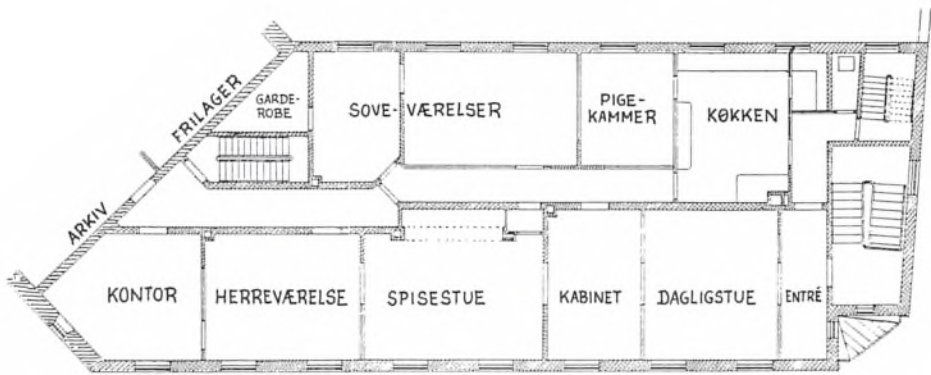 FRILAGER
GARDE-
ROBE
SOVE-VÆRELSER
PIGE-
KAMMER
KØKKEN
ARKIV
KONTOR
HERREVÆRELSE
SPISESTUE
KABINET
DAGLIGSTUE
ENTRÉ